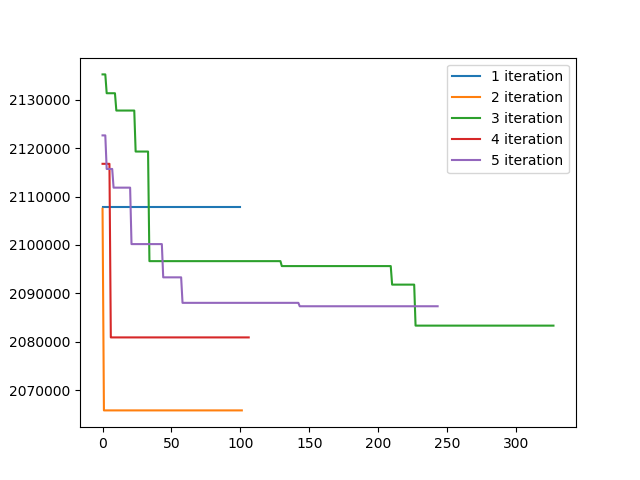 1 iteration
2 iteration
3 iteration
4 iteration
5 iteration
2130000
2120000
2110000
2100000
2090000
2080000
2070000
0 50 100 150 200 250 300